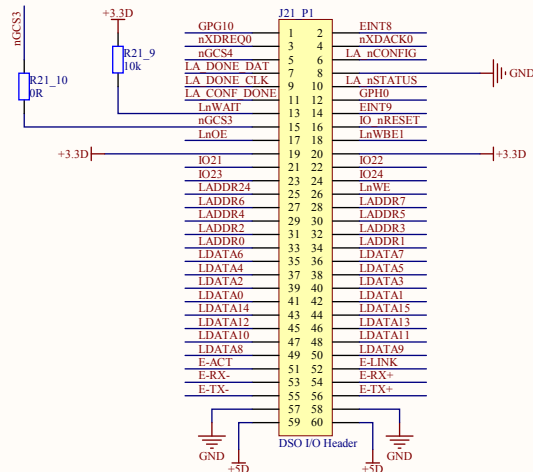 +3.3D J21 P1
nGCS3
GPG10 1 2 EINT8
nXDREQ0 3 4 nXDACK0
nGCS4 5 6 LA_nCONFIG
LA_DONE_DAT 7 8 GND
R21_9
10k
R21_10
0R
LA_DONE_CLK 9 10 LA_nSTATUS
LA_CONF_DONE 11 12 GPH0
LnWAIT 13 14 EINT9
nGCS3 15 16 IO_nRESET
LnOE 17 18 LnWBE1
+3.3D 19 20 +3.3D
IO21 21 22 IO22
IO23 23 24 IO24
LADDR24 25 26 LnWE
LADDR6 27 28 LADDR7
LADDR4 29 30 LADDR5
LADDR2 31 32 LADDR3
LADDR0 33 34 LADDR1
LDATA6 35 36 LDATA7
LDATA4 37 38 LDATA5
LDATA2 39 40 LDATA3
LDATA0 41 42 LDATA1
LDATA14 43 44 LDATA15
LDATA12 45 46 LDATA13
LDATA10 47 48 LDATA11
LDATA8 49 50 LDATA9
E-ACT 51 52 E-LINK
E-RX- 53 54 E-RX+
E-TX- 55 56 E-TX+
57 58
59 60
GND DSO I/O Header GND
+5D +5D